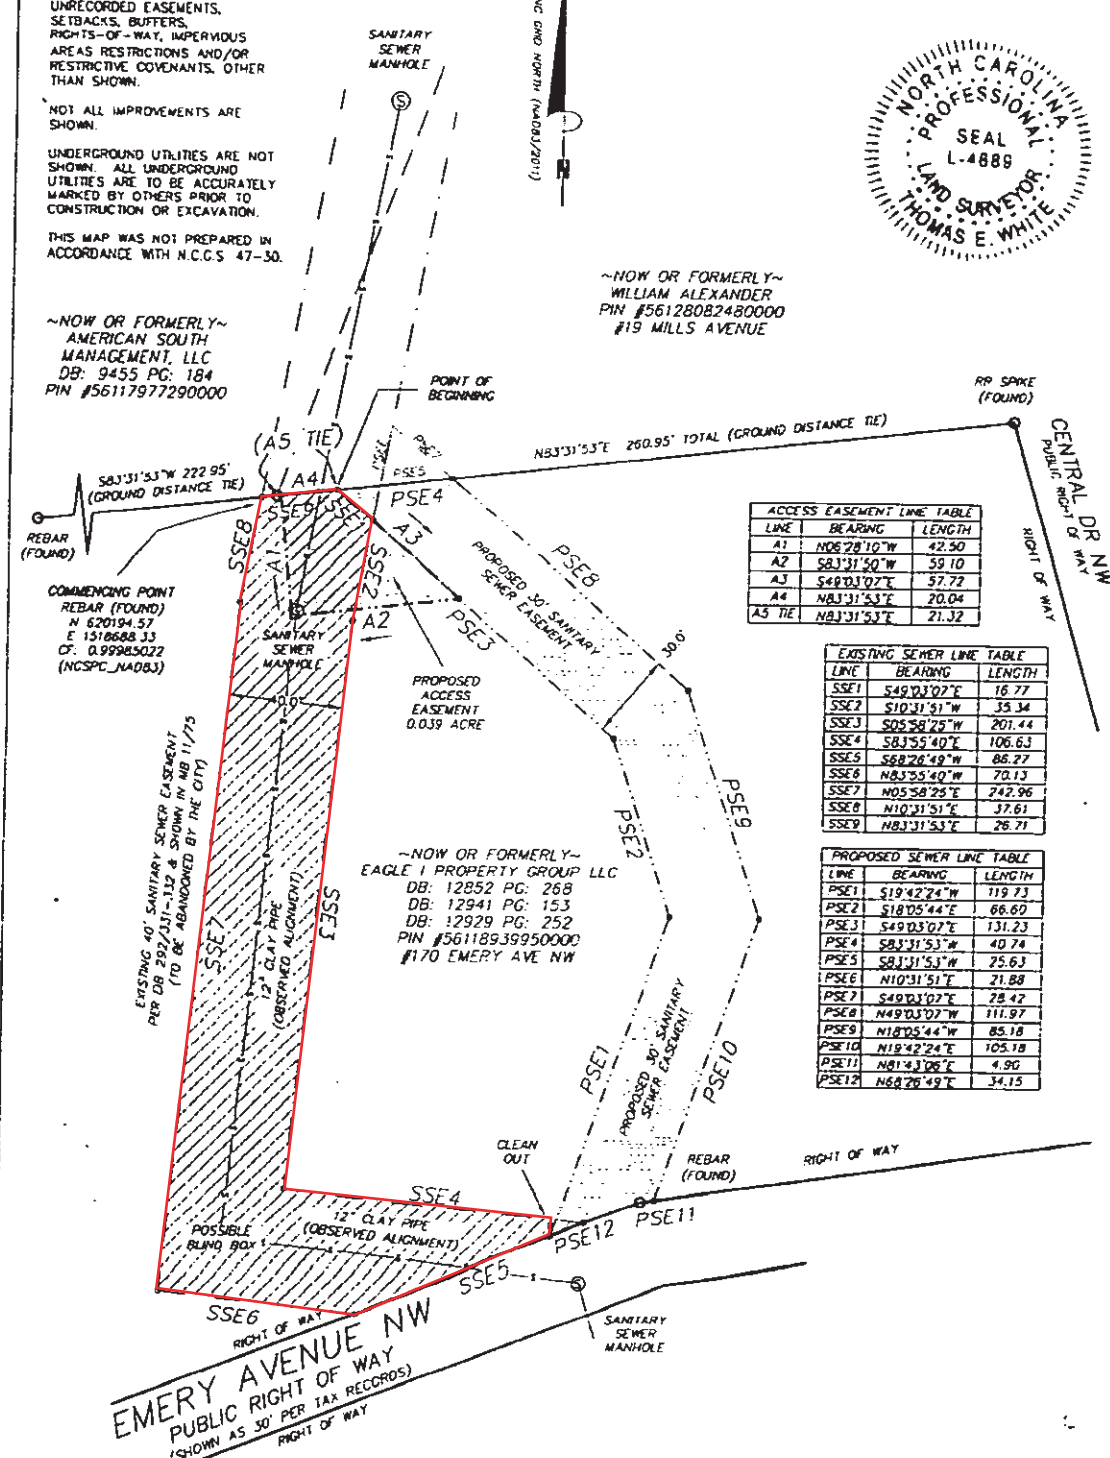 UNRECORDED EASEMENTS,
SETBACKS, BUFFERS,
RIGHTS-OF-WAY, IMPERVIOUS
AREAS RESTRICTIONS AND/OR
RESTRICTIVE COVENANTS, OTHER
THAN SHOWN.
NOT ALL IMPROVEMENTS ARE
SHOWN.
UNDERGROUND UTILITIES ARE NOT
SHOWN. ALL UNDERGROUND
UTILITIES ARE TO BE ACCURATELY
MARKED BY OTHERS PRIOR TO
CONSTRUCTION OR EXCAVATION.
THIS MAP WAS NOT PREPARED IN
ACCORDANCE WITH N.C.G.S 47-30.
SANITARY
SEWER
MANHOLE
S
NC GRID NORTH (NAD83/2011)
N
NORTH CAROLINA
PROFESSIONAL
SEAL
L-4889
LAND SURVEYOR
THOMAS E. WHITE
~NOW OR FORMERLY~
WILLIAM ALEXANDER
PIN #56128082480000
#19 MILLS AVENUE
~NOW OR FORMERLY~
AMERICAN SOUTH
MANAGEMENT, LLC
DB: 9455 PG: 184
PIN #56117977290000
POINT OF
BEGINNING
RR SPIKE
(FOUND)
CENTRAL DR NW
PUBLIC RIGHT OF WAY
RIGHT OF WAY
N83°31'53"E 260.95' TOTAL (GROUND DISTANCE TIE)
S83°31'53"W 222.95'
(GROUND DISTANCE TIE)
REBAR
(FOUND)
(A5 TIE)
A4
SSE9
SSE1
PSE6
PSE7
PSE5
PSE4
A3
SSE8
A1
SSE2
A2
PSE3
PSE8
PROPOSED 30' SANITARY
SEWER EASEMENT
30.0'
COMMENCING POINT
REBAR (FOUND)
N 620194.57
E 1518688.33
CF: 0.99985022
(NCSPC_NAD83)
S
SANITARY
SEWER
MANHOLE
40.0'
PROPOSED
ACCESS
EASEMENT
0.039 ACRE
ACCESS EASEMENT LINE TABLE
LINE BEARING LENGTH
A1 N06°28'10"W 42.50
A2 S83°31'50"W 59.10
A3 S49°03'07"E 57.72
A4 N83°31'53"E 20.04
A5 TIE N83°31'53"E 21.32
EXISTING SEWER LINE TABLE
LINE BEARING LENGTH
SSE1 S49°03'07"E 16.77
SSE2 S10°31'51"W 35.34
SSE3 S05°58'25"W 201.44
SSE4 S83°55'40"E 106.63
SSE5 S68°26'49"W 86.27
SSE6 N83°55'40"W 70.13
SSE7 N05°58'25"E 242.96
SSE8 N10°31'51"E 37.61
SSE9 N83°31'53"E 26.71
PROPOSED SEWER LINE TABLE
LINE BEARING LENGTH
PSE1 S19°42'24"W 119.73
PSE2 S18°05'44"E 66.60
PSE3 S49°03'07"E 131.23
PSE4 S83°31'53"W 40.74
PSE5 S83°31'53"W 25.63
PSE6 N10°31'51"E 21.88
PSE7 S49°03'07"E 28.42
PSE8 N49°03'07"W 111.97
PSE9 N18°05'44"W 85.18
PSE10 N19°42'24"E 105.18
PSE11 N81°43'06"E 4.90
PSE12 N68°26'49"E 34.15
EXISTING 40' SANITARY SEWER EASEMENT
PER DB 292/331-332 & SHOWN IN MB 11/75
(TO BE ABANDONED BY THE CITY)
SSE7
12" CLAY PIPE
(OBSERVED ALIGNMENT)
SSE3
~NOW OR FORMERLY~
EAGLE 1 PROPERTY GROUP LLC
DB: 12852 PG: 268
DB: 12941 PG: 153
DB: 12929 PG: 252
PIN #56118939950000
#170 EMERY AVE NW
PSE2
PSE9
PSE1
PROPOSED 30' SANITARY
SEWER EASEMENT
PSE10
CLEAN
OUT
REBAR
(FOUND)
RIGHT OF WAY
SSE4
12" CLAY PIPE
(OBSERVED ALIGNMENT)
POSSIBLE
BLIND BOX
PSE12
PSE11
SSE5
SSE6
S
SANITARY
SEWER
MANHOLE
RIGHT OF WAY
EMERY AVENUE NW
PUBLIC RIGHT OF WAY
(SHOWN AS 30' PER TAX RECORDS)
RIGHT OF WAY